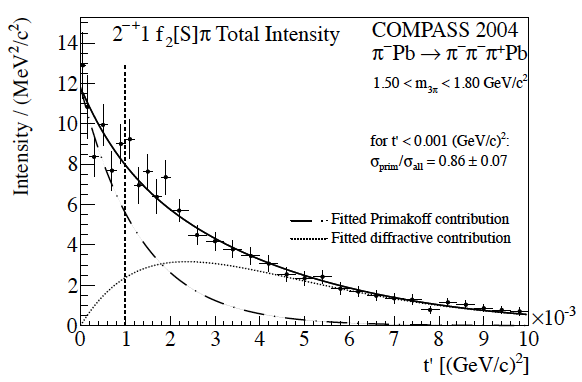 2⁻⁺1 f₂[S]π Total Intensity
COMPASS 2004
π⁻Pb → π⁻π⁻π⁺Pb
1.50 < m₃π < 1.80 GeV/c²
for t' < 0.001 (GeV/c)²:
σprim/σall = 0.86 ± 0.07
Fitted Primakoff contribution
Fitted diffractive contribution
Intensity / (MeV²/c²)
14
12
10
8
6
4
2
0
0 1 2 3 4 5 6 7 8 9 10
×10⁻³
t' [(GeV/c)²]